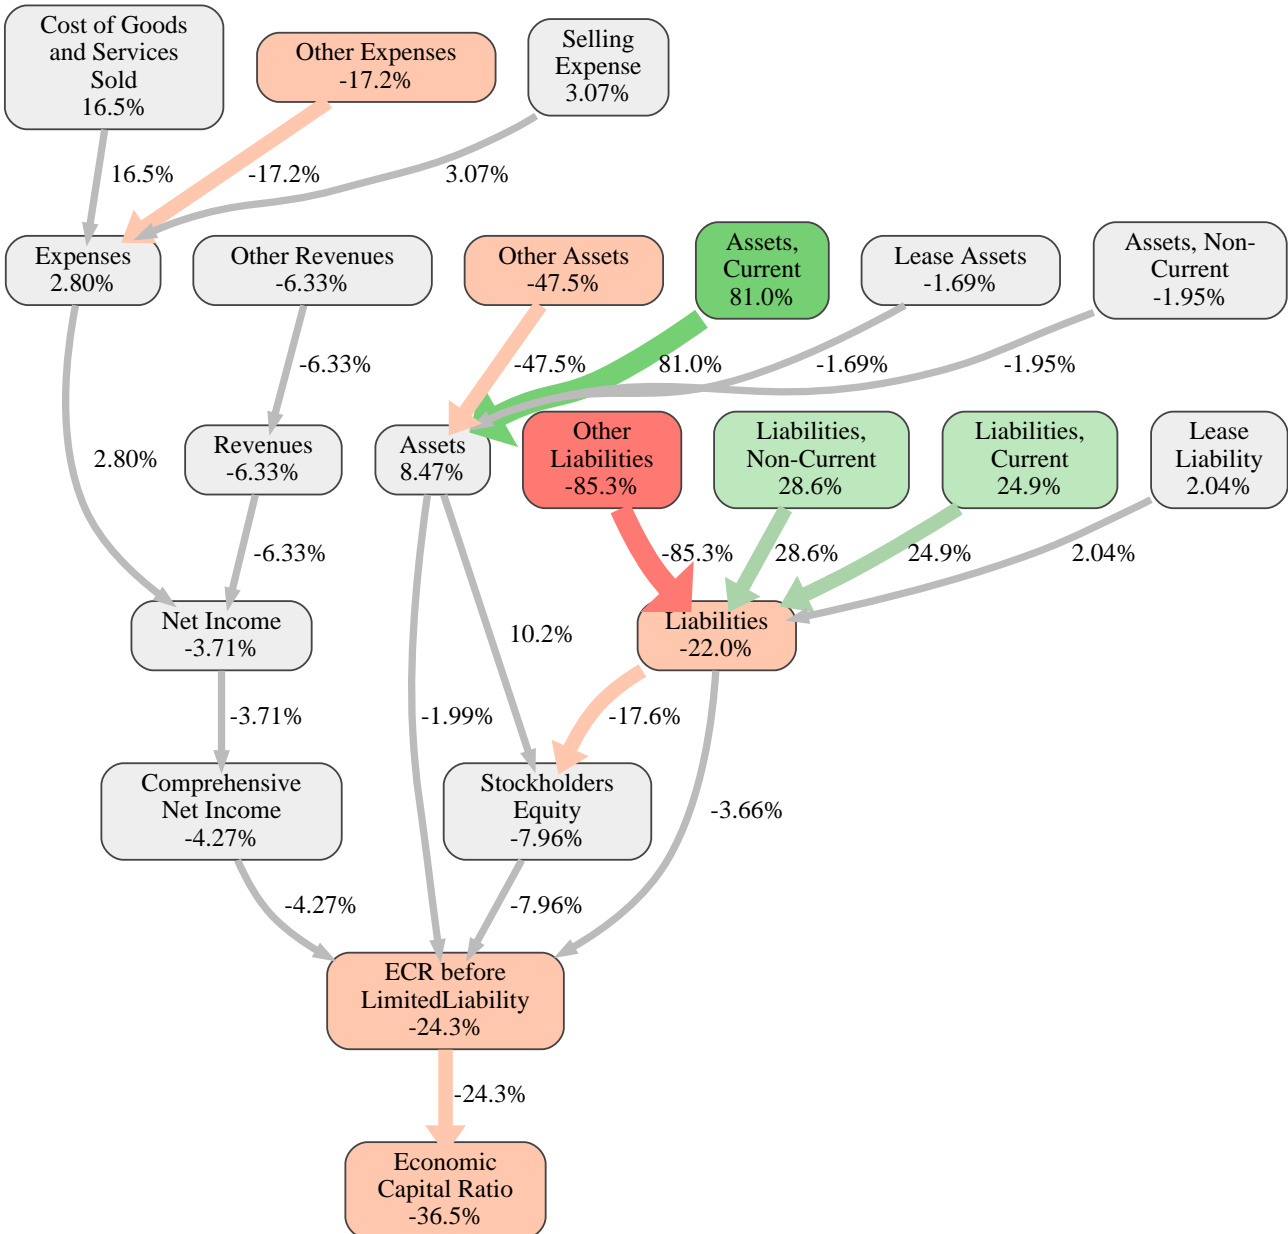 Cost of Goods
and Services
Sold
16.5%
Other Expenses
-17.2%
Selling
Expense
3.07%
16.5%
-17.2%
3.07%
Expenses
2.80%
Other Revenues
-6.33%
Other Assets
-47.5%
Assets,
Current
81.0%
Lease Assets
-1.69%
Assets, Non-
Current
-1.95%
-6.33%
-47.5%
81.0%
-1.69%
-1.95%
2.80%
Revenues
-6.33%
Assets
8.47%
Other
Liabilities
-85.3%
Liabilities,
Non-Current
28.6%
Liabilities,
Current
24.9%
Lease
Liability
2.04%
-6.33%
-85.3%
28.6%
24.9%
2.04%
Net Income
-3.71%
10.2%
Liabilities
-22.0%
-3.71%
-1.99%
-17.6%
Comprehensive
Net Income
-4.27%
Stockholders
Equity
-7.96%
-3.66%
-4.27%
-7.96%
ECR before
LimitedLiability
-24.3%
-24.3%
Economic
Capital Ratio
-36.5%